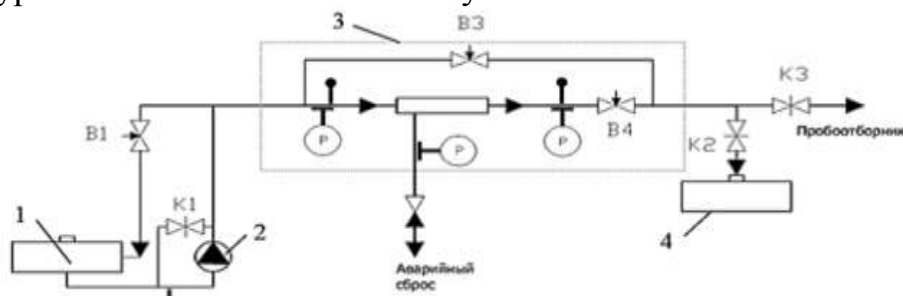 3
В3
К3
В1
Р
Р
Р
В4
К2
Пробоотборник
К1
1
2
4
Аварийный
сброс